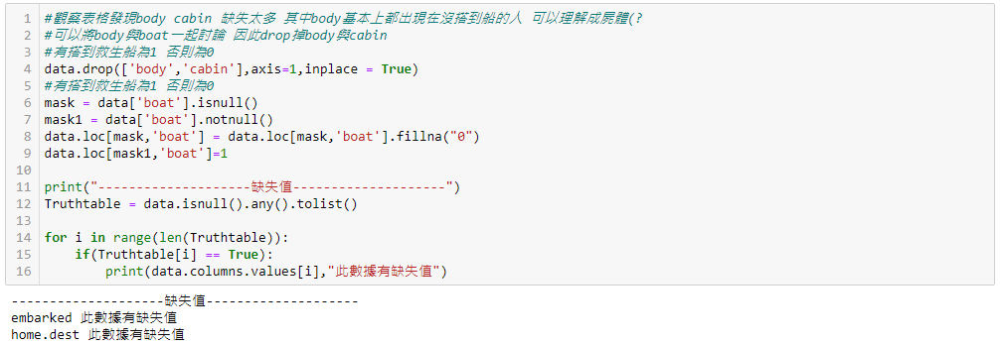 1 #觀察表格發現body cabin 缺失太多 其中body基本上都出現在沒搭到船的人 可以理解成屍體(?
2 #可以將body與boat一起討論 因此drop掉body與cabin
3 #有搭到救生船為1 否則為0
4 data.drop(['body','cabin'],axis=1,inplace = True)
5 #有搭到救生船為1 否則為0
6 mask = data['boat'].isnull()
7 mask1 = data['boat'].notnull()
8 data.loc[mask,'boat'] = data.loc[mask,'boat'].fillna("0")
9 data.loc[mask1,'boat']=1
10
11 print("--------------------缺失值--------------------")
12 Truthtable = data.isnull().any().tolist()
13
14 for i in range(len(Truthtable)):
15     if(Truthtable[i] == True):
16         print(data.columns.values[i],"此數據有缺失值")
--------------------缺失值--------------------
embarked 此數據有缺失值
home.dest 此數據有缺失值